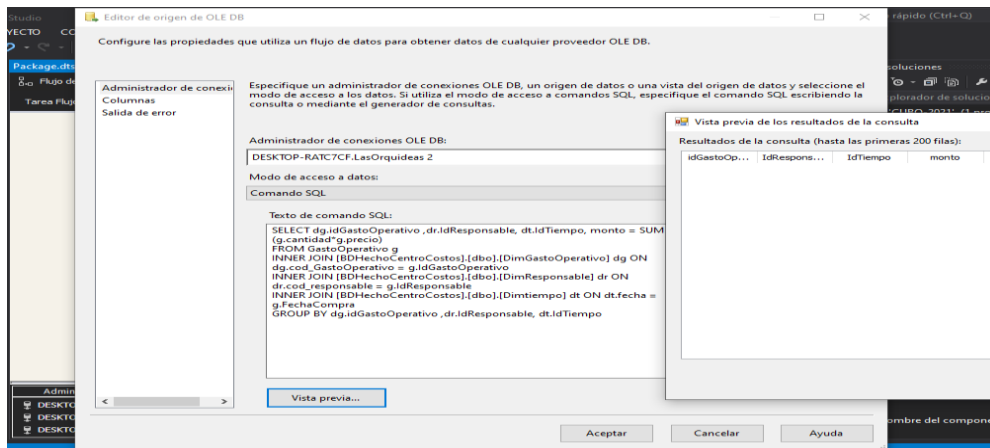 Studio
Editor de origen de OLE DB
rápido (Ctrl+Q)
YECTO
Configure las propiedades que utiliza un flujo de datos para obtener datos de cualquier proveedor OLE DB.
Package.dts
soluciones
Flujo de
Administrador de conexi
Columnas
Salida de error
Especifique un administrador de conexiones OLE DB, un origen de datos o una vista del origen de datos y seleccione el
modo de acceso a los datos. Si utiliza el modo de acceso a comandos SQL, especifique el comando SQL escribiendo la
consulta o mediante el generador de consultas.
Tarea Fluj
plorador de solucio
Vista previa de los resultados de la consulta
Resultados de la consulta (hasta las primeras 200 filas):
idGastoOp... IdRespons... IdTiempo monto
Administrador de conexiones OLE DB:
DESKTOP-RATC7CF.LasOrquideas 2
Modo de acceso a datos:
Comando SQL
Texto de comando SQL:
SELECT dg.idGastoOperativo ,dr.IdResponsable, dt.IdTiempo, monto = SUM
(g.cantidad*g.precio)
FROM GastoOperativo g
INNER JOIN [BDHechoCentroCostos].[dbo].[DimGastoOperativo] dg ON
dg.cod_GastoOperativo = g.IdGastoOperativo
INNER JOIN [BDHechoCentroCostos].[dbo].[DimResponsable] dr ON
dr.cod_responsable = g.IdResponsable
INNER JOIN [BDHechoCentroCostos].[dbo].[Dimtiempo] dt ON dt.fecha =
g.FechaCompra
GROUP BY dg.idGastoOperativo ,dr.IdResponsable, dt.IdTiempo
Vista previa...
Admin
DESKTO
DESKTO
DESKTO
Aceptar
Cancelar
Ayuda
ombre del compone